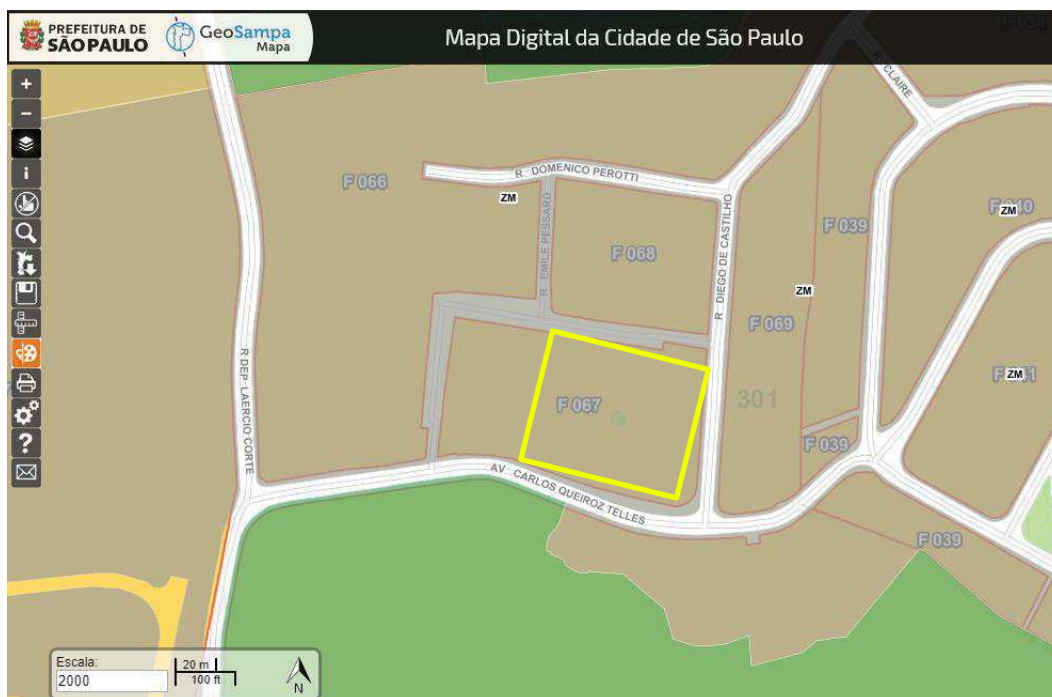 PREFEITURA DE
SÃO PAULO
GeoSampa
Mapa
Mapa Digital da Cidade de São Paulo
R CLAIRE
R DOMENICO PEROTTI
F 066
ZM
ZM
F 039
R EMILE PESSARD
F 068
R DIEGO DE CASTILHO
ZM
F 069
R DEP LAERCIO CORTE
ZM
F 067
301
F 039
AV CARLOS QUEIROZ TELLES
F 039
Escala:
2000
20 m
100 ft
N